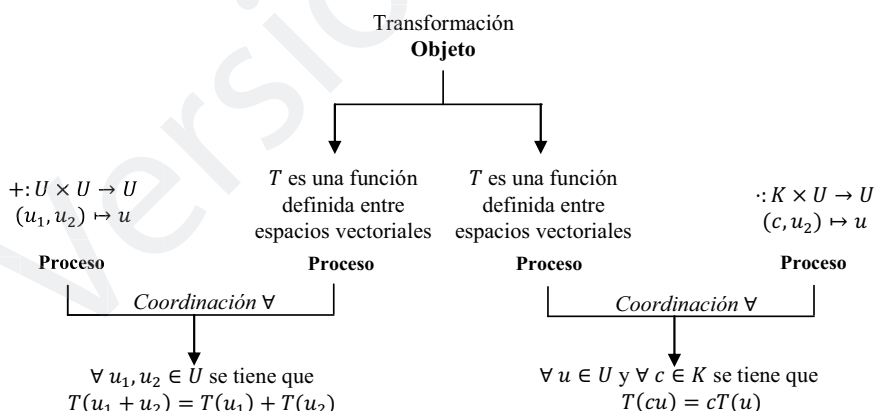 Transformación
Objeto
+: U × U → U
(u₁, u₂) ↦ u
Proceso
T es una función
definida entre
espacios vectoriales
Proceso
T es una función
definida entre
espacios vectoriales
Proceso
·: K × U → U
(c, u₂) ↦ u
Proceso
Coordinación ∀
Coordinación ∀
∀ u₁, u₂ ∈ U se tiene que
T(u₁ + u₂) = T(u₁) + T(u₂)
∀ u ∈ U y ∀ c ∈ K se tiene que
T(cu) = cT(u)
Versio